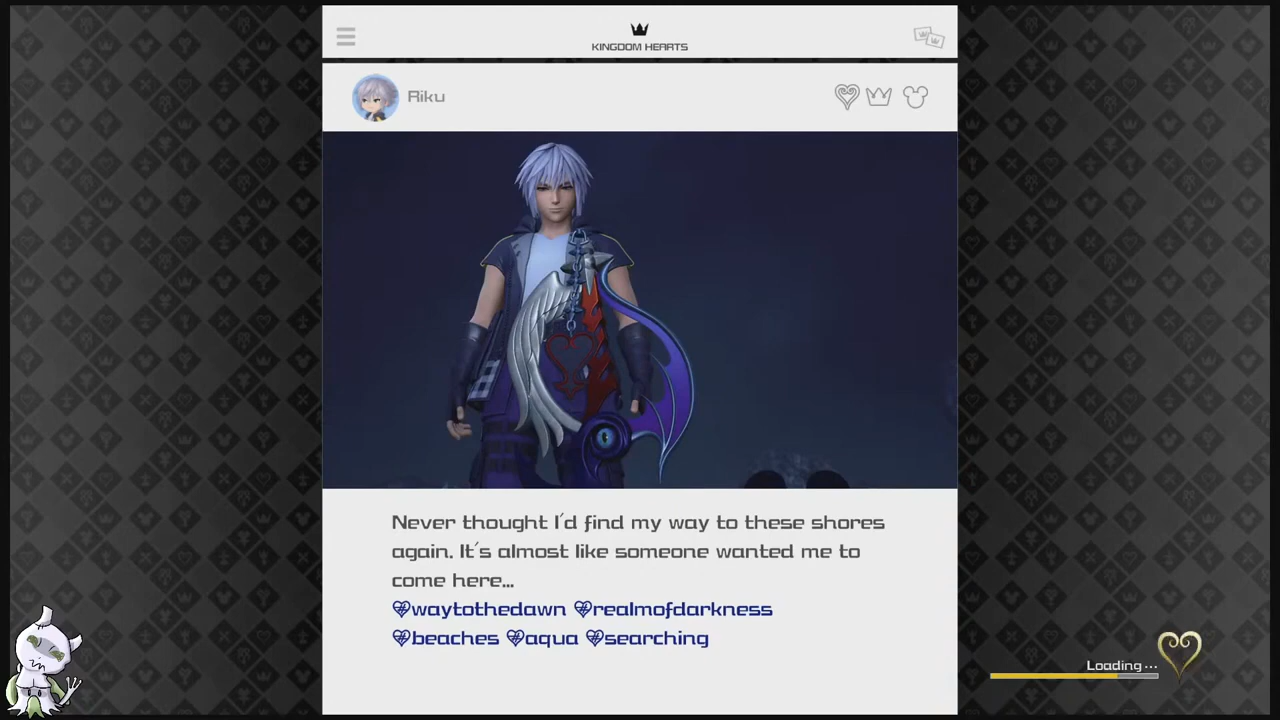 KINGDOM HEARTS
Riku
Never thought I'd find my way to these shores
again. It's almost like someone wanted me to
come here...
waytothedawn realmofdarkness
beaches aqua searching
Loading...